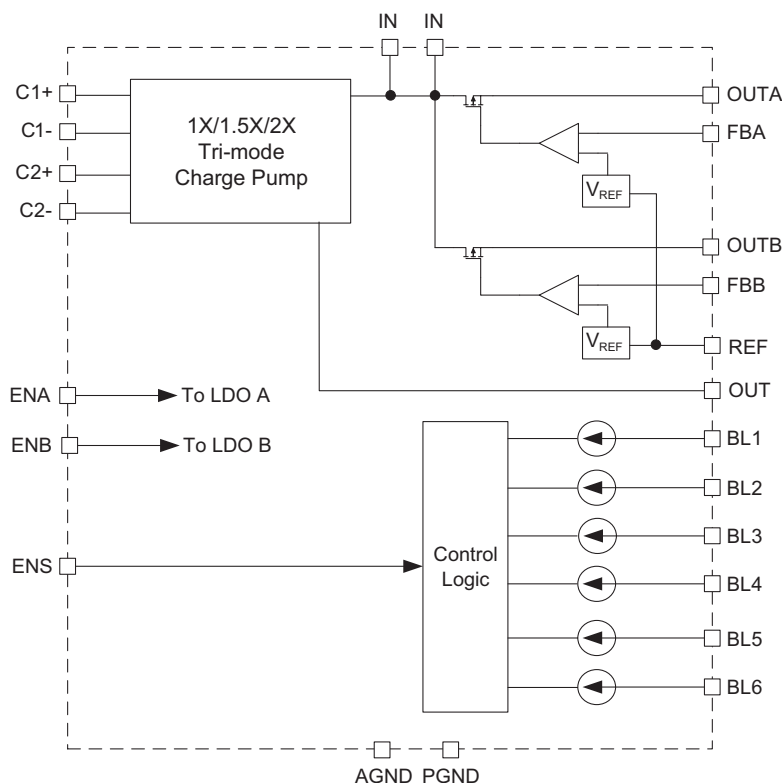 IN IN
C1+
C1-
C2+
C2-
1X/1.5X/2X
Tri-mode
Charge Pump
OUTA
FBA
VREF
OUTB
FBB
VREF
REF
OUT
ENA
To LDO A
ENB
To LDO B
ENS
Control
Logic
BL1
BL2
BL3
BL4
BL5
BL6
AGND PGND